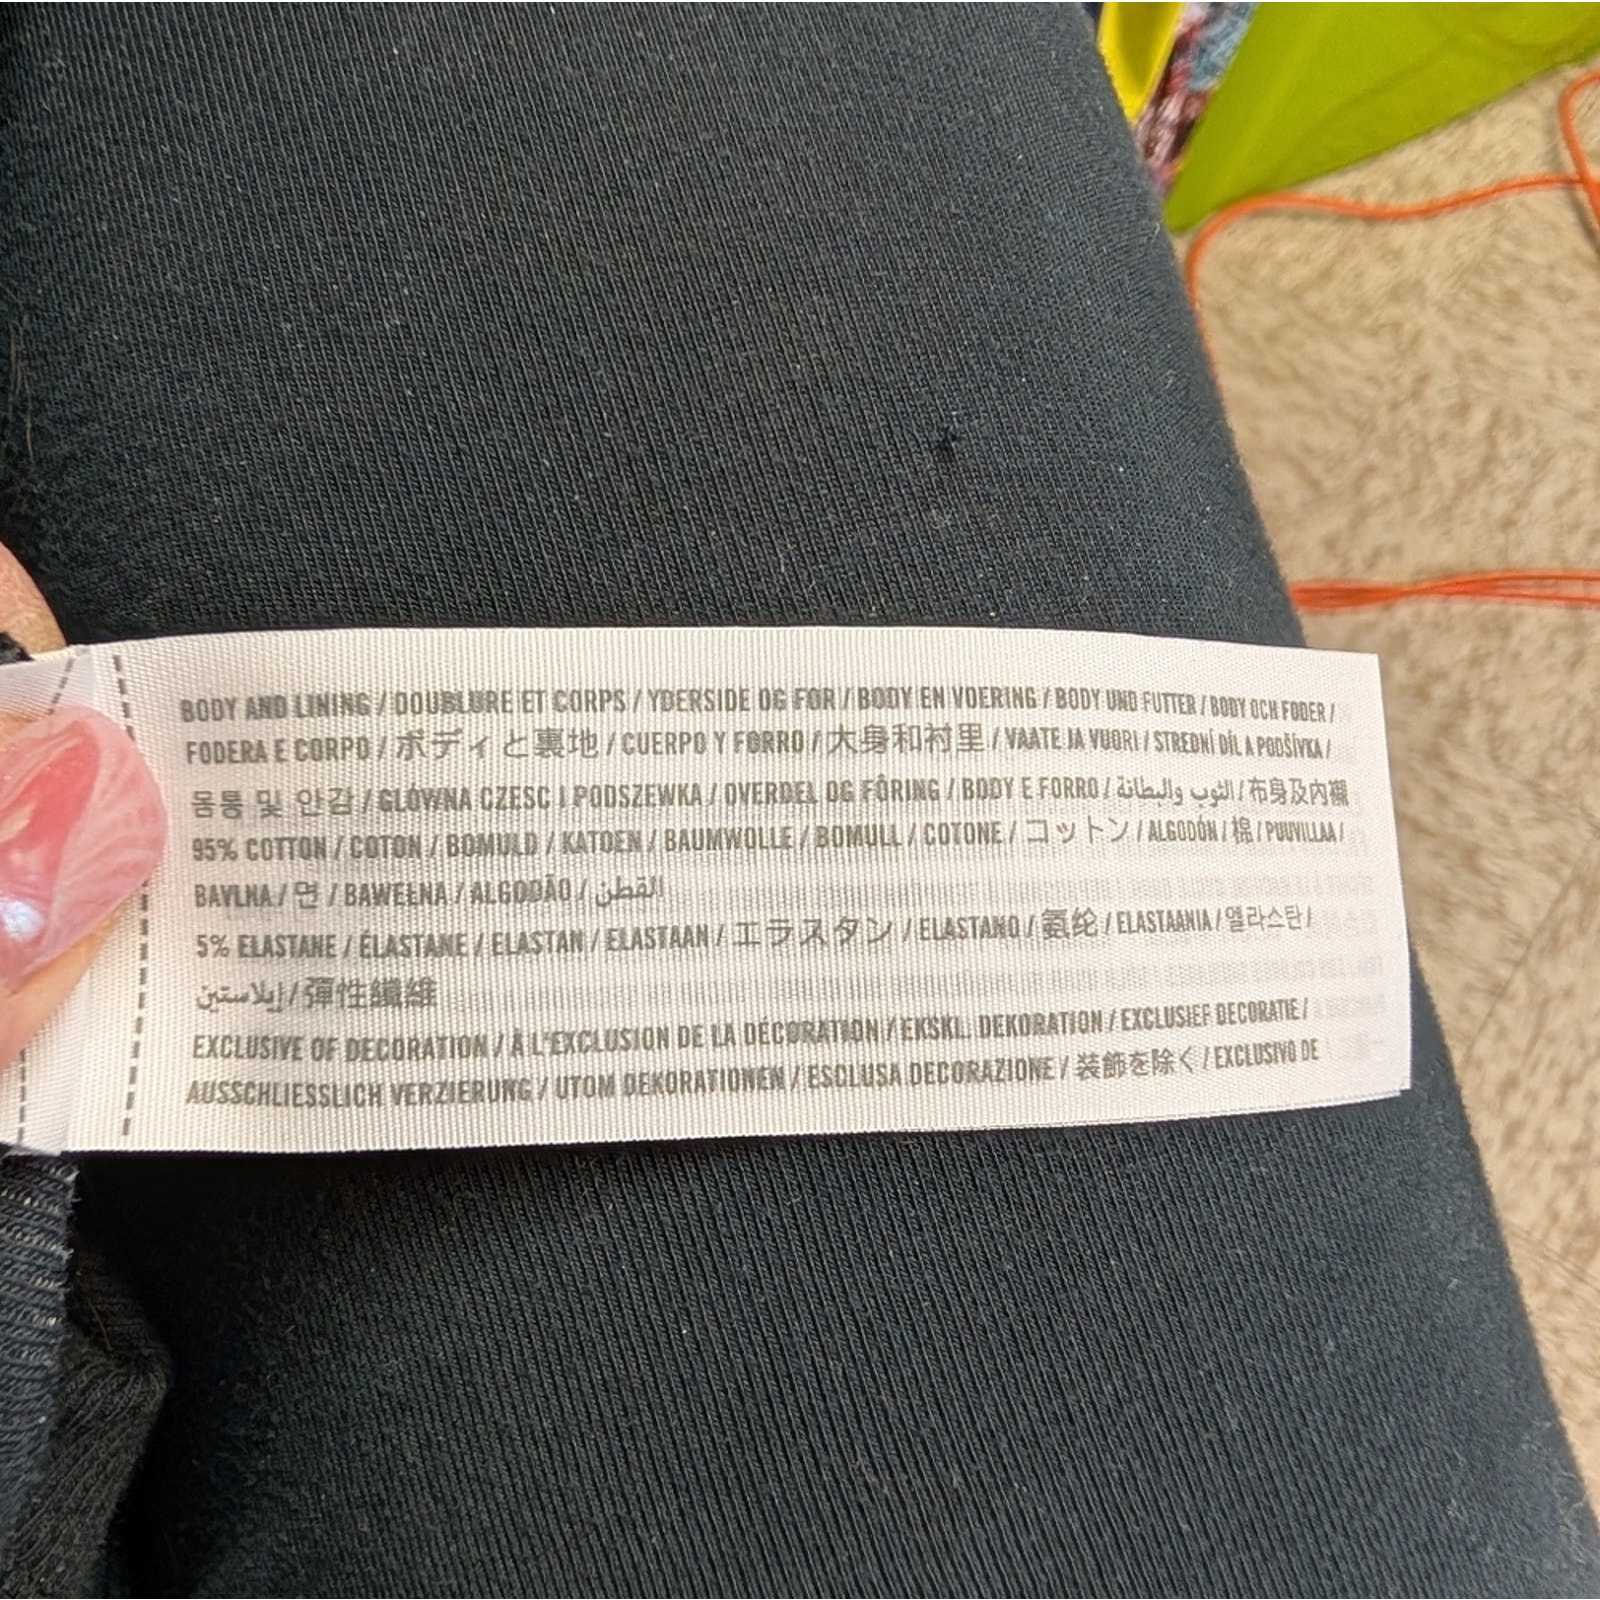 BODY AND LINING / DOUBLURE ET CORPS / YDERSIDE OG FOR / BODY EN VOERING / BODY UND FUTTER / BODY OCH FODER /
FODERA E CORPO / ボディと裏地 / CUERPO Y FORRO / 大身和衬里 / VAATE JA VUORI / STREDNÍ DÍL A PODŠÍVKA /
몸통 및 안감 / GLÓWNA CZESC I PODSZEWKA / OVERDEL OG FÔRING / BODY E FORRO / الثوب والبطانة / 布身及內襯
95% COTTON / COTON / BOMULD / KATOEN / BAUMWOLLE / BOMULL / COTONE / コットン / ALGODÓN / 棉 / PUUVILLAA /
BAVLNA / 면 / BAWEŁNA / ALGODÃO / القطن
5% ELASTANE / ÉLASTANE / ELASTAN / ELASTAAN / エラスタン / ELASTANO / 氨纶 / ELASTAANIA / 엘라스탄 /
إيلاستين / 彈性纖維
EXCLUSIVE OF DECORATION / À L'EXCLUSION DE LA DÉCORATION / EKSKL. DEKORATION / EXCLUSIEF DECORATIE /
AUSSCHLIESSLICH VERZIERUNG / UTOM DEKORATIONEN / ESCLUSA DECORAZIONE / 装飾を除く / EXCLUSIVO DE